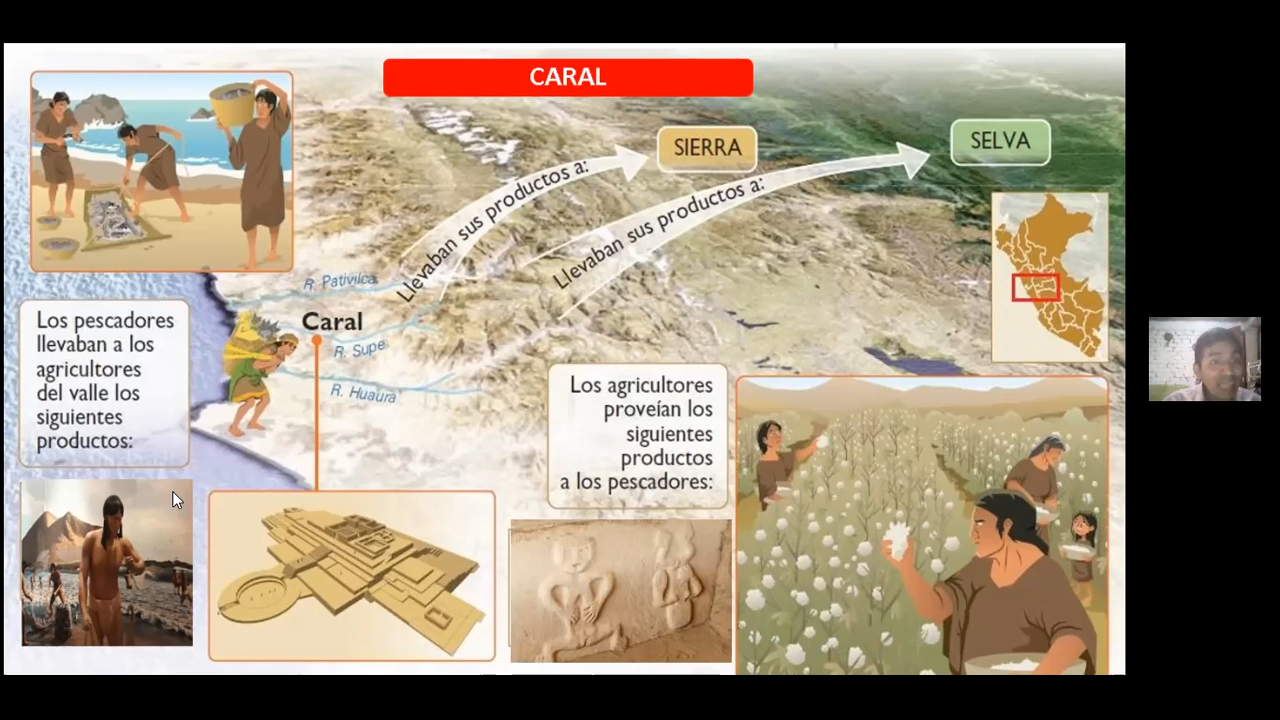 CARAL
SIERRA
SELVA
Llevaban sus productos a:
Llevaban sus productos a:
R. Pativilca
Caral
R. Supe
R. Huaura
Los pescadores
llevaban a los
agricultores
del valle los
siguientes
productos:
Los agricultores
proveían los
siguientes
productos
a los pescadores: